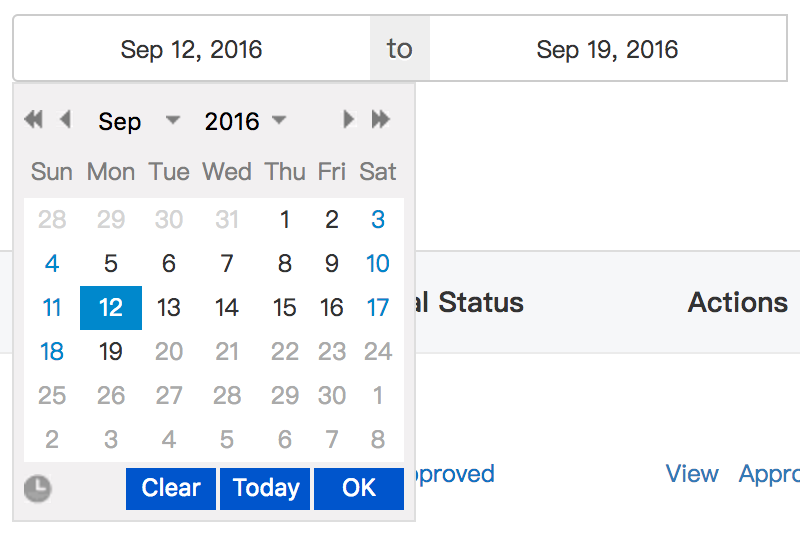 Sep 12, 2016 to Sep 19, 2016
Sep 2016
Sun Mon Tue Wed Thu Fri Sat
28 29 30 31 1 2 3
4 5 6 7 8 9 10
11 12 13 14 15 16 17
18 19 20 21 22 23 24
25 26 27 28 29 30 1
2 3 4 5 6 7 8
Clear Today OK
Status Actions
View